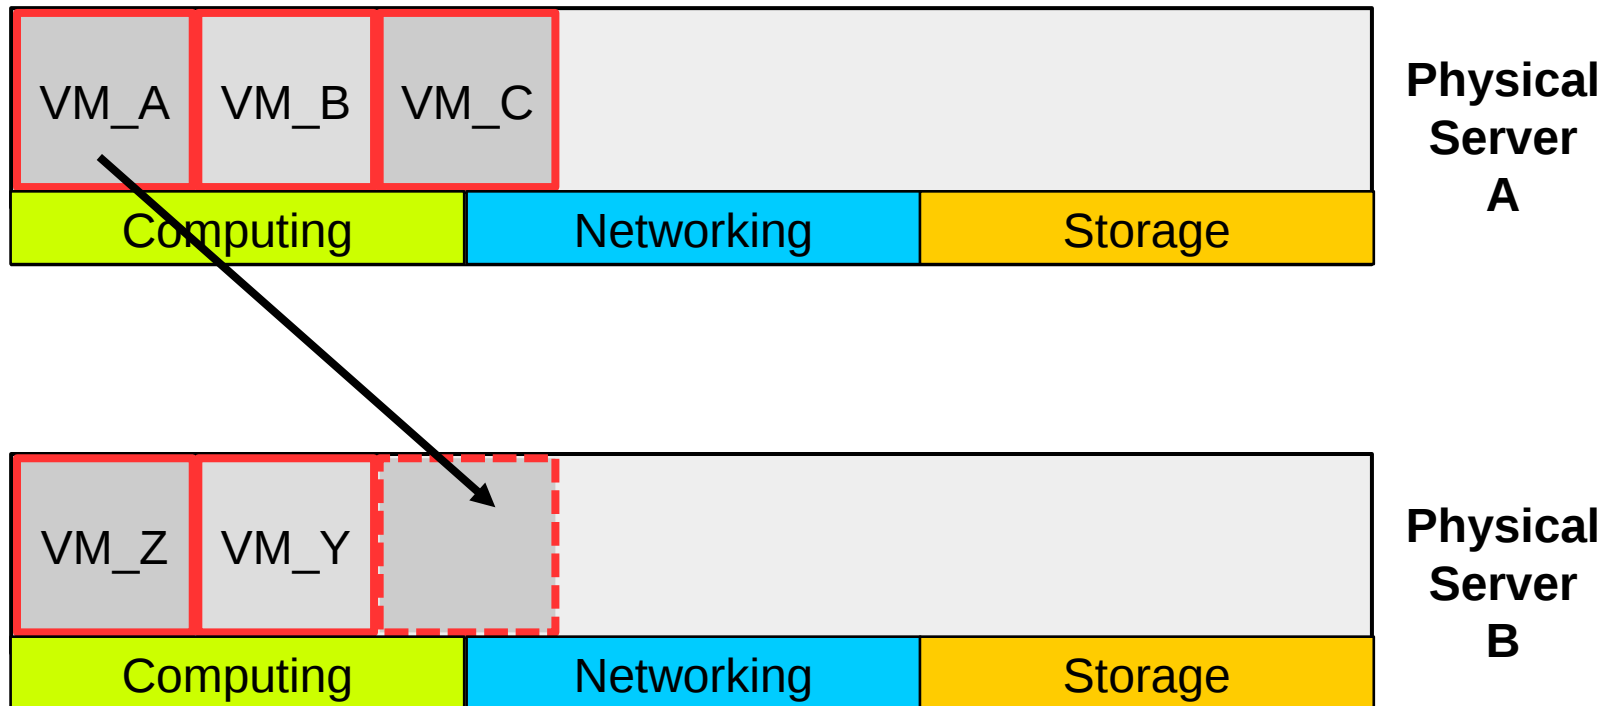 VM_A VM_B VM_C
Physical
Server
A
Computing Networking Storage
VM_Z VM_Y
Physical
Server
B
Computing Networking Storage